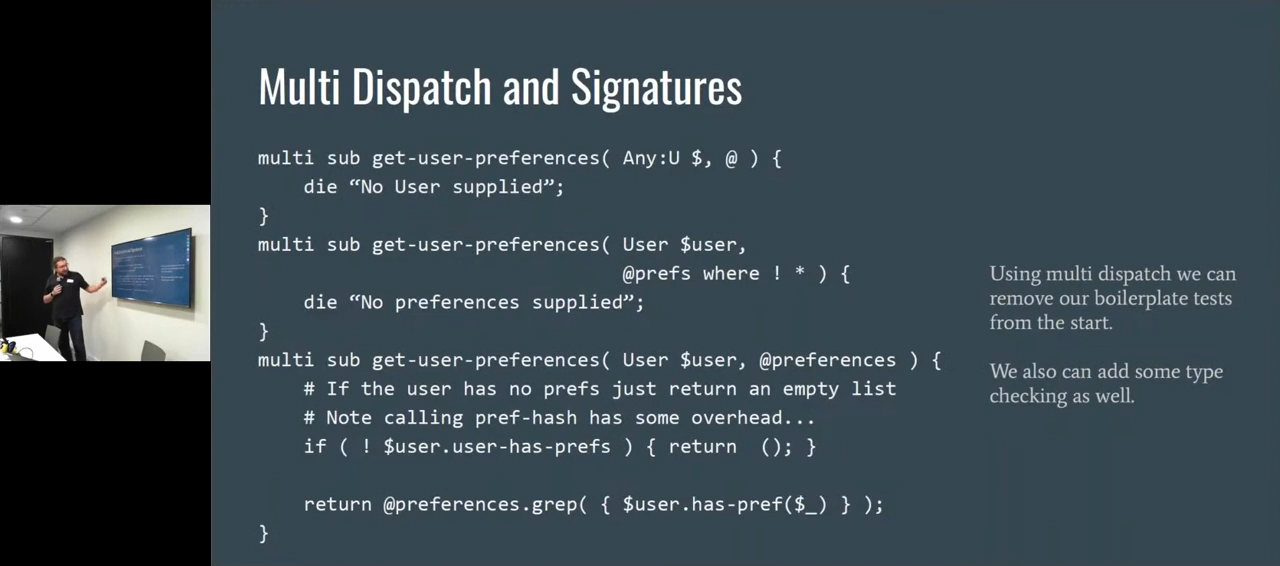 Multi Dispatch and Signatures
multi sub get-user-preferences( Any:U $, @ ) {
die “No User supplied”;
}
multi sub get-user-preferences( User $user,
@prefs where ! * ) {
die “No preferences supplied”;
}
multi sub get-user-preferences( User $user, @preferences ) {
# If the user has no prefs just return an empty list
# Note calling pref-hash has some overhead...
if ( ! $user.user-has-prefs ) { return  (); }
return @preferences.grep( { $user.has-pref($_) } );
}
Using multi dispatch we can
remove our boilerplate tests
from the start.
We also can add some type
checking as well.